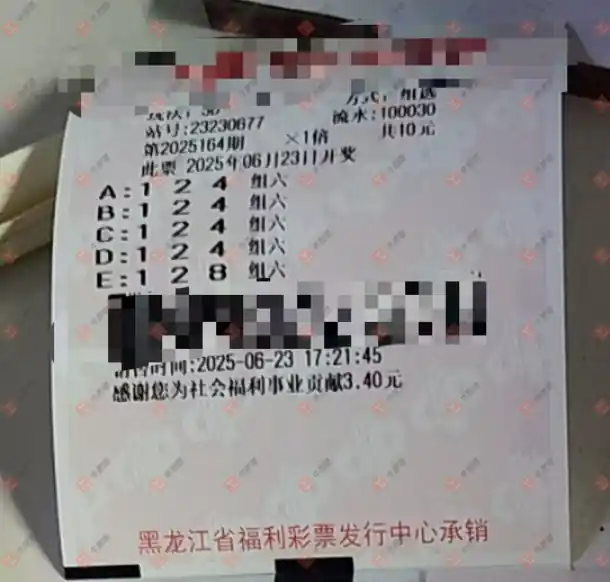 方式: 组选
站号:23230677 流水:100030
第2025164期 ×1倍 共10元
此票 2025年06月23日开奖
A:1 2 4 组六
B:1 2 4 组六
C:1 2 4 组六
D:1 2 4 组六
E:1 2 8 组六
销售时间:2025-06-23 17:21:45
感谢您为社会福利事业贡献3.40元
黑龙江省福利彩票发行中心承销